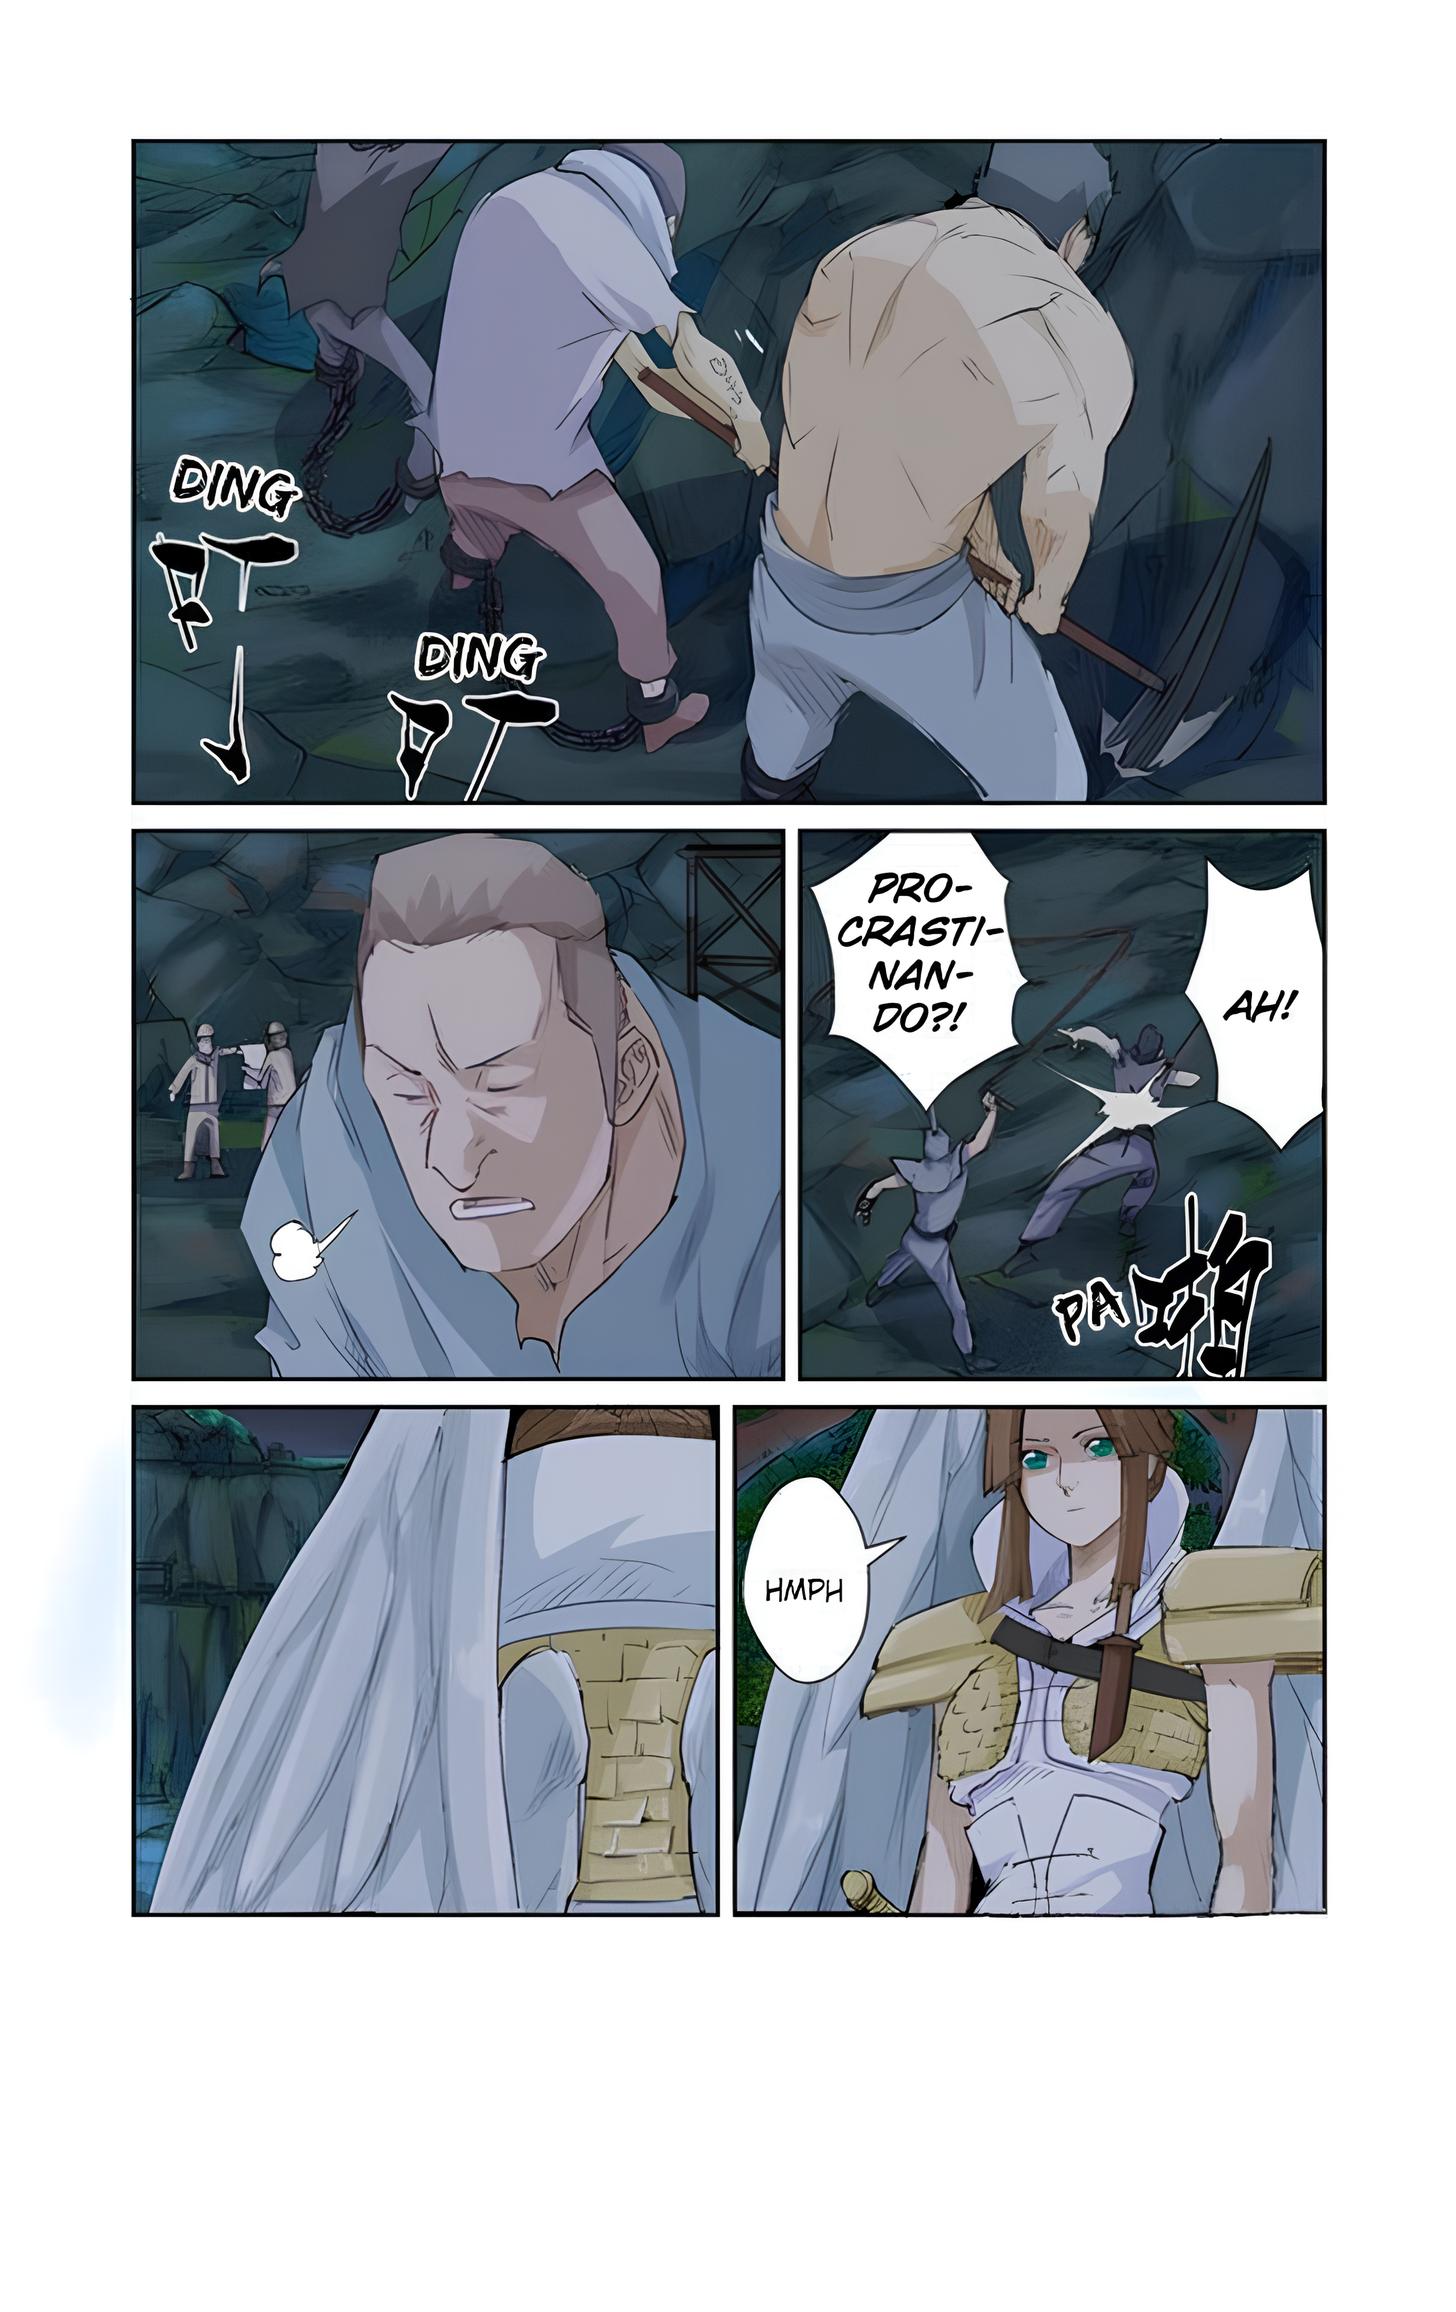 DING
叮
DING
叮
PRO-
CRASTI-
NAN-
DO?!
AH!
PA
啪
HMPH